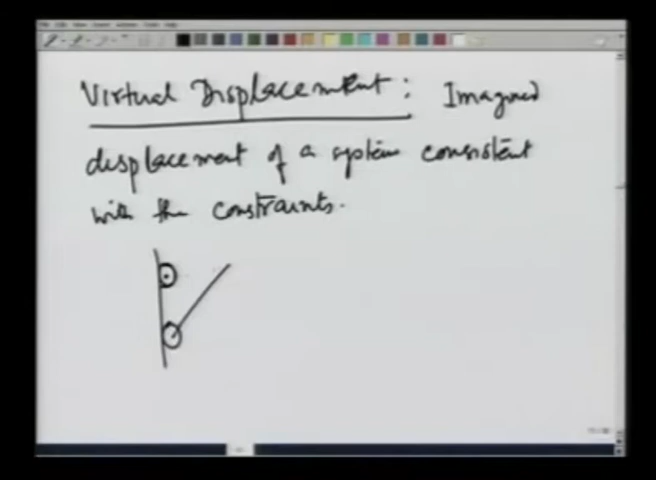 Virtual Displacement: Imagined
displacement of a system consistent
with the constraints.